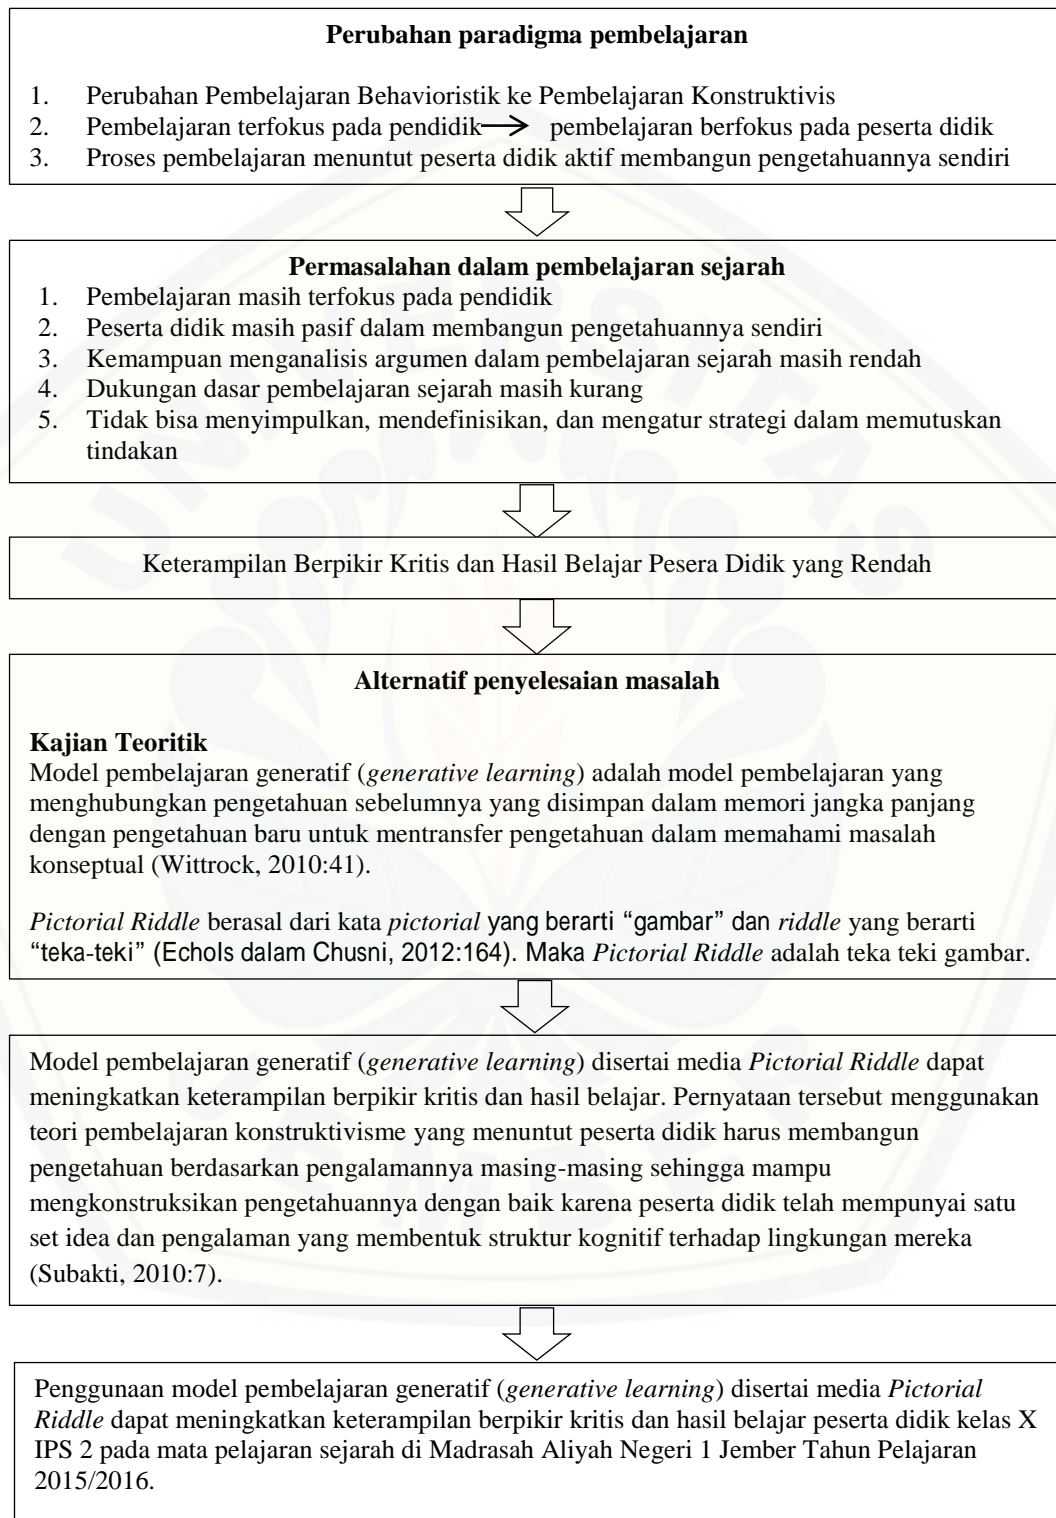 Perubahan paradigma pembelajaran
1. Perubahan Pembelajaran Behavioristik ke Pembelajaran Konstruktivis
2. Pembelajaran terfokus pada pendidik → pembelajaran berfokus pada peserta didik
3. Proses pembelajaran menuntut peserta didik aktif membangun pengetahuannya sendiri
Permasalahan dalam pembelajaran sejarah
1. Pembelajaran masih terfokus pada pendidik
2. Peserta didik masih pasif dalam membangun pengetahuannya sendiri
3. Kemampuan menganalisis argumen dalam pembelajaran sejarah masih rendah
4. Dukungan dasar pembelajaran sejarah masih kurang
5. Tidak bisa menyimpulkan, mendefinisikan, dan mengatur strategi dalam memutuskan
tindakan
Keterampilan Berpikir Kritis dan Hasil Belajar Pesera Didik yang Rendah
Alternatif penyelesaian masalah
Kajian Teoritik
Model pembelajaran generatif (generative learning) adalah model pembelajaran yang
menghubungkan pengetahuan sebelumnya yang disimpan dalam memori jangka panjang
dengan pengetahuan baru untuk mentransfer pengetahuan dalam memahami masalah
konseptual (Wittrock, 2010:41).
Pictorial Riddle berasal dari kata pictorial yang berarti “gambar” dan riddle yang berarti
“teka-teki” (Echols dalam Chusni, 2012:164). Maka Pictorial Riddle adalah teka teki gambar.
Model pembelajaran generatif (generative learning) disertai media Pictorial Riddle dapat
meningkatkan keterampilan berpikir kritis dan hasil belajar. Pernyataan tersebut menggunakan
teori pembelajaran konstruktivisme yang menuntut peserta didik harus membangun
pengetahuan berdasarkan pengalamannya masing-masing sehingga mampu
mengkonstruksikan pengetahuannya dengan baik karena peserta didik telah mempunyai satu
set idea dan pengalaman yang membentuk struktur kognitif terhadap lingkungan mereka
(Subakti, 2010:7).
Penggunaan model pembelajaran generatif (generative learning) disertai media Pictorial
Riddle dapat meningkatkan keterampilan berpikir kritis dan hasil belajar peserta didik kelas X
IPS 2 pada mata pelajaran sejarah di Madrasah Aliyah Negeri 1 Jember Tahun Pelajaran
2015/2016.
UNIVERSITAS
JEMBER